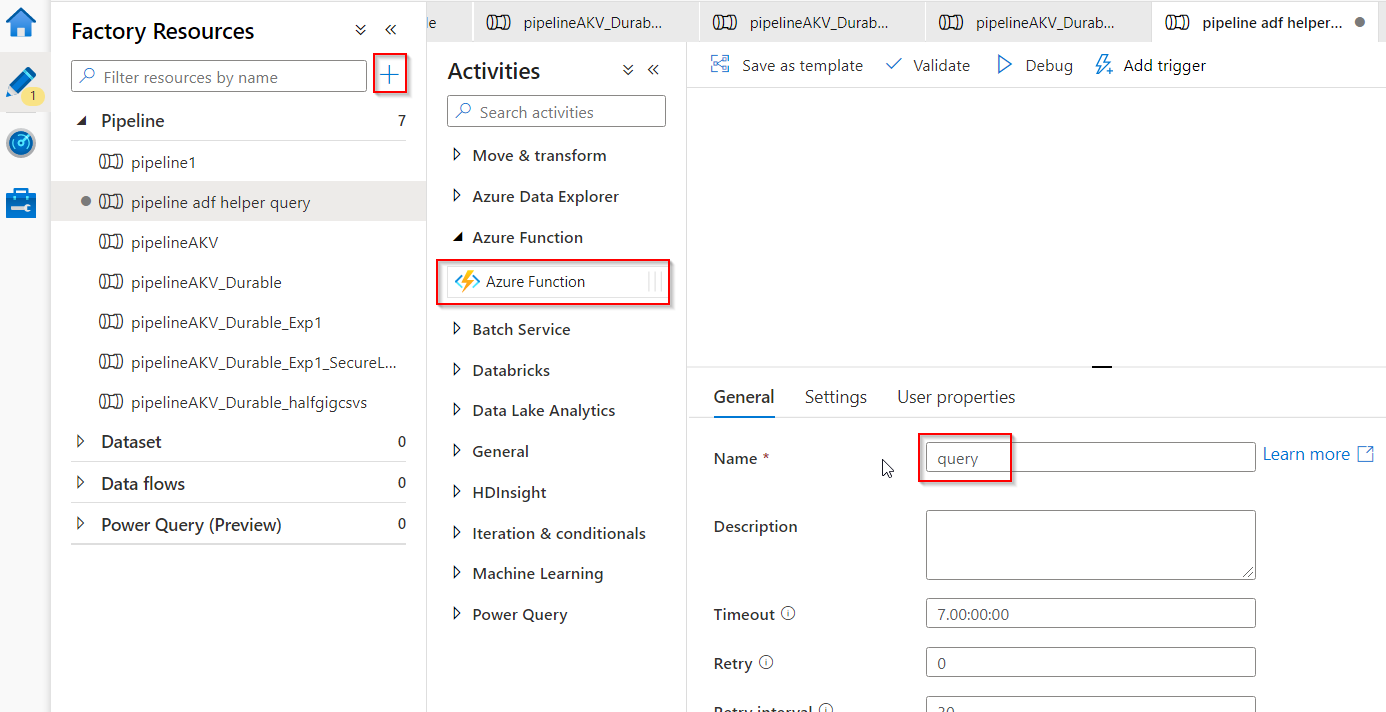 Factory Resources
Filter resources by name
1
Pipeline 7
pipeline1
pipeline adf helper query
pipelineAKV
pipelineAKV_Durable
pipelineAKV_Durable_Exp1
pipelineAKV_Durable_Exp1_SecureL...
pipelineAKV_Durable_halfgigcsvs
Dataset 0
Data flows 0
Power Query (Preview) 0
le
pipelineAKV_Durab...
pipelineAKV_Durab...
pipelineAKV_Durab...
pipeline adf helper...
Activities
Search activities
Move & transform
Azure Data Explorer
Azure Function
Azure Function
Batch Service
Databricks
Data Lake Analytics
General
HDInsight
Iteration & conditionals
Machine Learning
Power Query
Save as template
Validate
Debug
Add trigger
General
Settings
User properties
Name * query Learn more
Description
Timeout 7.00:00:00
Retry 0
Retry interval 30